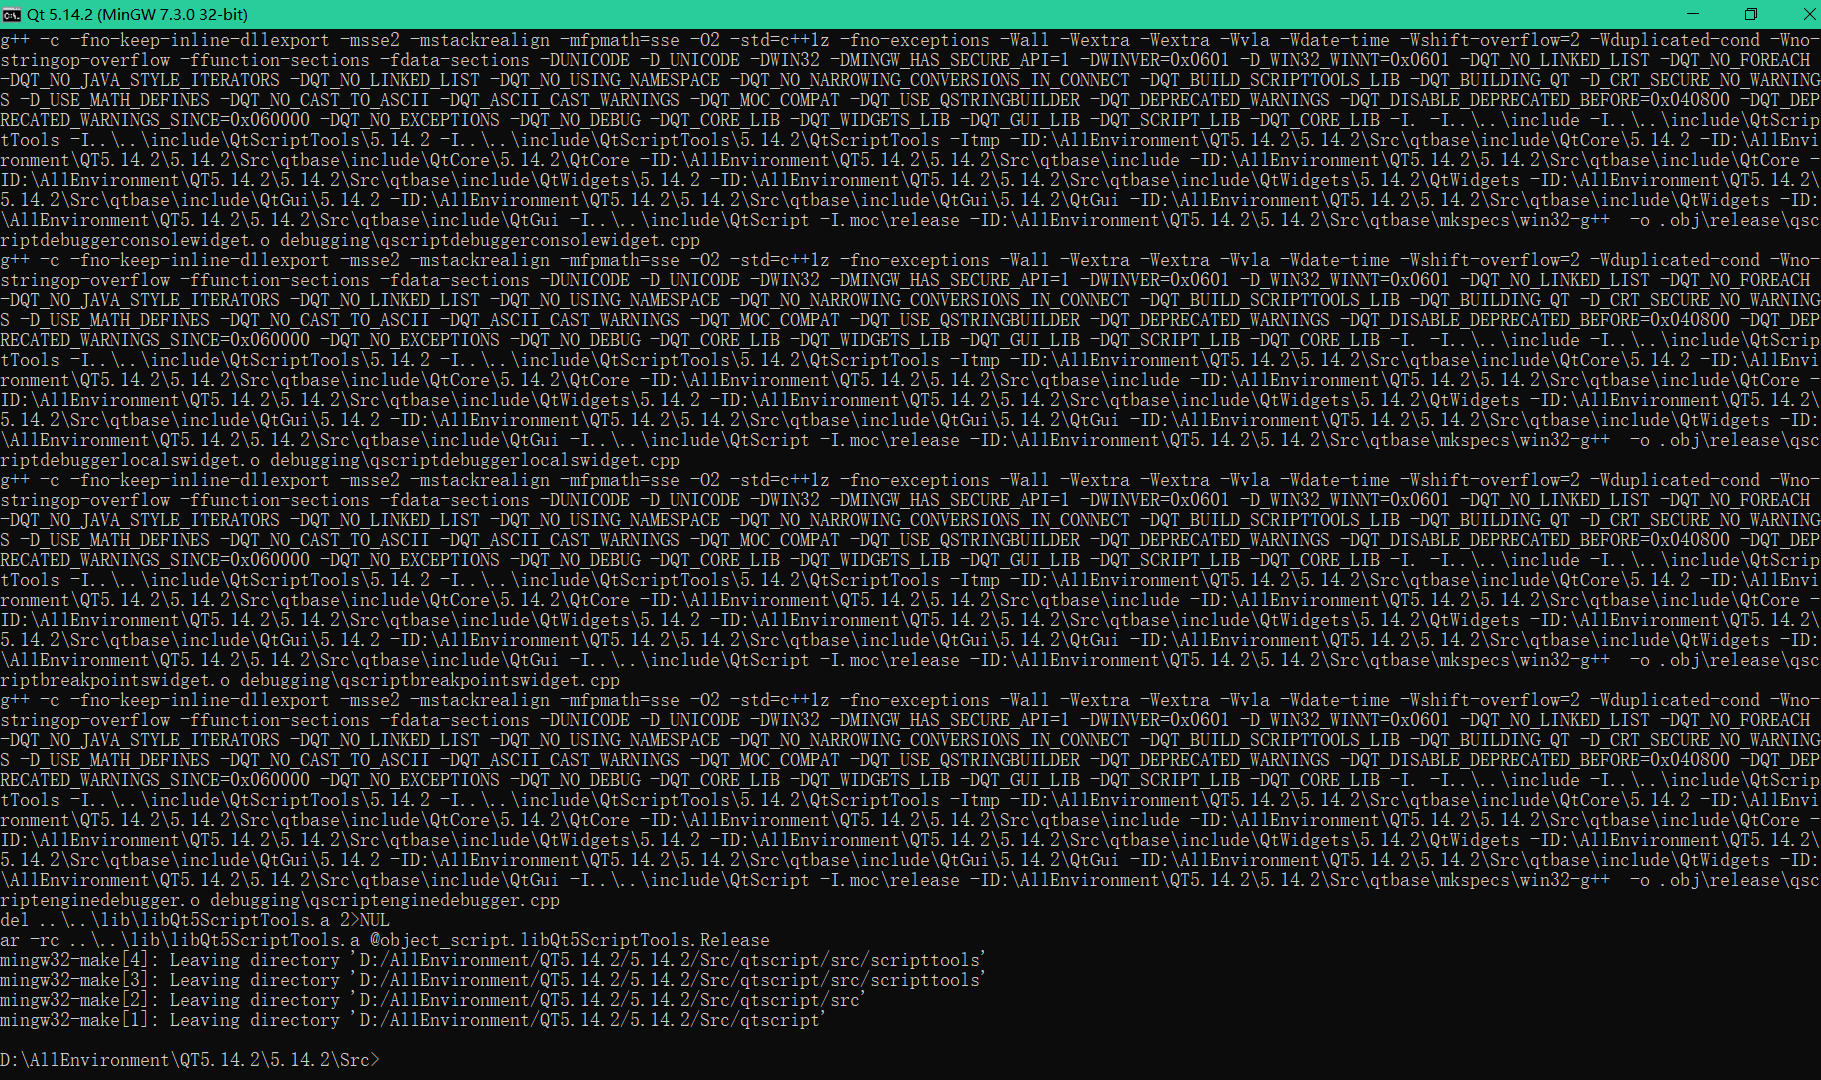 Qt 5.14.2 (MinGW 7.3.0 32-bit)
g++ -c -fno-keep-inline-dllexport -msse2 -mstackrealign -mfpmath=sse -O2 -std=c++1z -fno-exceptions -Wall -Wextra -Wextra -Wvla -Wdate-time -Wshift-overflow=2 -Wduplicated-cond -Wno-
stringop-overflow -ffunction-sections -fdata-sections -DUNICODE -D_UNICODE -DWIN32 -DMINGW_HAS_SECURE_API=1 -DWINVER=0x0601 -D_WIN32_WINNT=0x0601 -DQT_NO_LINKED_LIST -DQT_NO_FOREACH
-DQT_NO_JAVA_STYLE_ITERATORS -DQT_NO_LINKED_LIST -DQT_NO_USING_NAMESPACE -DQT_NO_NARROWING_CONVERSIONS_IN_CONNECT -DQT_BUILD_SCRIPTTOOLS_LIB -DQT_BUILDING_QT -D_CRT_SECURE_NO_WARNING
S -D_USE_MATH_DEFINES -DQT_NO_CAST_TO_ASCII -DQT_ASCII_CAST_WARNINGS -DQT_MOC_COMPAT -DQT_USE_QSTRINGBUILDER -DQT_DEPRECATED_WARNINGS -DQT_DISABLE_DEPRECATED_BEFORE=0x040800 -DQT_DEP
RECATED_WARNINGS_SINCE=0x060000 -DQT_NO_EXCEPTIONS -DQT_NO_DEBUG -DQT_CORE_LIB -DQT_WIDGETS_LIB -DQT_GUI_LIB -DQT_SCRIPT_LIB -DQT_CORE_LIB -I. -I..\..\include -I..\..\include\QtScrip
tTools -I..\..\include\QtScriptTools\5.14.2 -I..\..\include\QtScriptTools\5.14.2\QtScriptTools -Itmp -ID:\AllEnvironment\QT5.14.2\5.14.2\Src\qtbase\include\QtCore\5.14.2 -ID:\AllEnvi
ronment\QT5.14.2\5.14.2\Src\qtbase\include\QtCore\5.14.2\QtCore -ID:\AllEnvironment\QT5.14.2\5.14.2\Src\qtbase\include -ID:\AllEnvironment\QT5.14.2\5.14.2\Src\qtbase\include\QtCore -
ID:\AllEnvironment\QT5.14.2\5.14.2\Src\qtbase\include\QtWidgets\5.14.2 -ID:\AllEnvironment\QT5.14.2\5.14.2\Src\qtbase\include\QtWidgets\5.14.2\QtWidgets -ID:\AllEnvironment\QT5.14.2\
5.14.2\Src\qtbase\include\QtGui\5.14.2 -ID:\AllEnvironment\QT5.14.2\5.14.2\Src\qtbase\include\QtGui\5.14.2\QtGui -ID:\AllEnvironment\QT5.14.2\5.14.2\Src\qtbase\include\QtWidgets -ID:
\AllEnvironment\QT5.14.2\5.14.2\Src\qtbase\include\QtGui -I..\..\include\QtScript -I.moc\release -ID:\AllEnvironment\QT5.14.2\5.14.2\Src\qtbase\mkspecs\win32-g++  -o .obj\release\qsc
riptdebuggerconsolewidget.o debugging\qscriptdebuggerconsolewidget.cpp
g++ -c -fno-keep-inline-dllexport -msse2 -mstackrealign -mfpmath=sse -O2 -std=c++1z -fno-exceptions -Wall -Wextra -Wextra -Wvla -Wdate-time -Wshift-overflow=2 -Wduplicated-cond -Wno-
stringop-overflow -ffunction-sections -fdata-sections -DUNICODE -D_UNICODE -DWIN32 -DMINGW_HAS_SECURE_API=1 -DWINVER=0x0601 -D_WIN32_WINNT=0x0601 -DQT_NO_LINKED_LIST -DQT_NO_FOREACH
-DQT_NO_JAVA_STYLE_ITERATORS -DQT_NO_LINKED_LIST -DQT_NO_USING_NAMESPACE -DQT_NO_NARROWING_CONVERSIONS_IN_CONNECT -DQT_BUILD_SCRIPTTOOLS_LIB -DQT_BUILDING_QT -D_CRT_SECURE_NO_WARNING
S -D_USE_MATH_DEFINES -DQT_NO_CAST_TO_ASCII -DQT_ASCII_CAST_WARNINGS -DQT_MOC_COMPAT -DQT_USE_QSTRINGBUILDER -DQT_DEPRECATED_WARNINGS -DQT_DISABLE_DEPRECATED_BEFORE=0x040800 -DQT_DEP
RECATED_WARNINGS_SINCE=0x060000 -DQT_NO_EXCEPTIONS -DQT_NO_DEBUG -DQT_CORE_LIB -DQT_WIDGETS_LIB -DQT_GUI_LIB -DQT_SCRIPT_LIB -DQT_CORE_LIB -I. -I..\..\include -I..\..\include\QtScrip
tTools -I..\..\include\QtScriptTools\5.14.2 -I..\..\include\QtScriptTools\5.14.2\QtScriptTools -Itmp -ID:\AllEnvironment\QT5.14.2\5.14.2\Src\qtbase\include\QtCore\5.14.2 -ID:\AllEnvi
ronment\QT5.14.2\5.14.2\Src\qtbase\include\QtCore\5.14.2\QtCore -ID:\AllEnvironment\QT5.14.2\5.14.2\Src\qtbase\include -ID:\AllEnvironment\QT5.14.2\5.14.2\Src\qtbase\include\QtCore -
ID:\AllEnvironment\QT5.14.2\5.14.2\Src\qtbase\include\QtWidgets\5.14.2 -ID:\AllEnvironment\QT5.14.2\5.14.2\Src\qtbase\include\QtWidgets\5.14.2\QtWidgets -ID:\AllEnvironment\QT5.14.2\
5.14.2\Src\qtbase\include\QtGui\5.14.2 -ID:\AllEnvironment\QT5.14.2\5.14.2\Src\qtbase\include\QtGui\5.14.2\QtGui -ID:\AllEnvironment\QT5.14.2\5.14.2\Src\qtbase\include\QtWidgets -ID:
\AllEnvironment\QT5.14.2\5.14.2\Src\qtbase\include\QtGui -I..\..\include\QtScript -I.moc\release -ID:\AllEnvironment\QT5.14.2\5.14.2\Src\qtbase\mkspecs\win32-g++  -o .obj\release\qsc
riptdebuggerlocalswidget.o debugging\qscriptdebuggerlocalswidget.cpp
g++ -c -fno-keep-inline-dllexport -msse2 -mstackrealign -mfpmath=sse -O2 -std=c++1z -fno-exceptions -Wall -Wextra -Wextra -Wvla -Wdate-time -Wshift-overflow=2 -Wduplicated-cond -Wno-
stringop-overflow -ffunction-sections -fdata-sections -DUNICODE -D_UNICODE -DWIN32 -DMINGW_HAS_SECURE_API=1 -DWINVER=0x0601 -D_WIN32_WINNT=0x0601 -DQT_NO_LINKED_LIST -DQT_NO_FOREACH
-DQT_NO_JAVA_STYLE_ITERATORS -DQT_NO_LINKED_LIST -DQT_NO_USING_NAMESPACE -DQT_NO_NARROWING_CONVERSIONS_IN_CONNECT -DQT_BUILD_SCRIPTTOOLS_LIB -DQT_BUILDING_QT -D_CRT_SECURE_NO_WARNING
S -D_USE_MATH_DEFINES -DQT_NO_CAST_TO_ASCII -DQT_ASCII_CAST_WARNINGS -DQT_MOC_COMPAT -DQT_USE_QSTRINGBUILDER -DQT_DEPRECATED_WARNINGS -DQT_DISABLE_DEPRECATED_BEFORE=0x040800 -DQT_DEP
RECATED_WARNINGS_SINCE=0x060000 -DQT_NO_EXCEPTIONS -DQT_NO_DEBUG -DQT_CORE_LIB -DQT_WIDGETS_LIB -DQT_GUI_LIB -DQT_SCRIPT_LIB -DQT_CORE_LIB -I. -I..\..\include -I..\..\include\QtScrip
tTools -I..\..\include\QtScriptTools\5.14.2 -I..\..\include\QtScriptTools\5.14.2\QtScriptTools -Itmp -ID:\AllEnvironment\QT5.14.2\5.14.2\Src\qtbase\include\QtCore\5.14.2 -ID:\AllEnvi
ronment\QT5.14.2\5.14.2\Src\qtbase\include\QtCore\5.14.2\QtCore -ID:\AllEnvironment\QT5.14.2\5.14.2\Src\qtbase\include -ID:\AllEnvironment\QT5.14.2\5.14.2\Src\qtbase\include\QtCore -
ID:\AllEnvironment\QT5.14.2\5.14.2\Src\qtbase\include\QtWidgets\5.14.2 -ID:\AllEnvironment\QT5.14.2\5.14.2\Src\qtbase\include\QtWidgets\5.14.2\QtWidgets -ID:\AllEnvironment\QT5.14.2\
5.14.2\Src\qtbase\include\QtGui\5.14.2 -ID:\AllEnvironment\QT5.14.2\5.14.2\Src\qtbase\include\QtGui\5.14.2\QtGui -ID:\AllEnvironment\QT5.14.2\5.14.2\Src\qtbase\include\QtWidgets -ID:
\AllEnvironment\QT5.14.2\5.14.2\Src\qtbase\include\QtGui -I..\..\include\QtScript -I.moc\release -ID:\AllEnvironment\QT5.14.2\5.14.2\Src\qtbase\mkspecs\win32-g++  -o .obj\release\qsc
riptbreakpointswidget.o debugging\qscriptbreakpointswidget.cpp
g++ -c -fno-keep-inline-dllexport -msse2 -mstackrealign -mfpmath=sse -O2 -std=c++1z -fno-exceptions -Wall -Wextra -Wextra -Wvla -Wdate-time -Wshift-overflow=2 -Wduplicated-cond -Wno-
stringop-overflow -ffunction-sections -fdata-sections -DUNICODE -D_UNICODE -DWIN32 -DMINGW_HAS_SECURE_API=1 -DWINVER=0x0601 -D_WIN32_WINNT=0x0601 -DQT_NO_LINKED_LIST -DQT_NO_FOREACH
-DQT_NO_JAVA_STYLE_ITERATORS -DQT_NO_LINKED_LIST -DQT_NO_USING_NAMESPACE -DQT_NO_NARROWING_CONVERSIONS_IN_CONNECT -DQT_BUILD_SCRIPTTOOLS_LIB -DQT_BUILDING_QT -D_CRT_SECURE_NO_WARNING
S -D_USE_MATH_DEFINES -DQT_NO_CAST_TO_ASCII -DQT_ASCII_CAST_WARNINGS -DQT_MOC_COMPAT -DQT_USE_QSTRINGBUILDER -DQT_DEPRECATED_WARNINGS -DQT_DISABLE_DEPRECATED_BEFORE=0x040800 -DQT_DEP
RECATED_WARNINGS_SINCE=0x060000 -DQT_NO_EXCEPTIONS -DQT_NO_DEBUG -DQT_CORE_LIB -DQT_WIDGETS_LIB -DQT_GUI_LIB -DQT_SCRIPT_LIB -DQT_CORE_LIB -I. -I..\..\include -I..\..\include\QtScrip
tTools -I..\..\include\QtScriptTools\5.14.2 -I..\..\include\QtScriptTools\5.14.2\QtScriptTools -Itmp -ID:\AllEnvironment\QT5.14.2\5.14.2\Src\qtbase\include\QtCore\5.14.2 -ID:\AllEnvi
ronment\QT5.14.2\5.14.2\Src\qtbase\include\QtCore\5.14.2\QtCore -ID:\AllEnvironment\QT5.14.2\5.14.2\Src\qtbase\include -ID:\AllEnvironment\QT5.14.2\5.14.2\Src\qtbase\include\QtCore -
ID:\AllEnvironment\QT5.14.2\5.14.2\Src\qtbase\include\QtWidgets\5.14.2 -ID:\AllEnvironment\QT5.14.2\5.14.2\Src\qtbase\include\QtWidgets\5.14.2\QtWidgets -ID:\AllEnvironment\QT5.14.2\
5.14.2\Src\qtbase\include\QtGui\5.14.2 -ID:\AllEnvironment\QT5.14.2\5.14.2\Src\qtbase\include\QtGui\5.14.2\QtGui -ID:\AllEnvironment\QT5.14.2\5.14.2\Src\qtbase\include\QtWidgets -ID:
\AllEnvironment\QT5.14.2\5.14.2\Src\qtbase\include\QtGui -I..\..\include\QtScript -I.moc\release -ID:\AllEnvironment\QT5.14.2\5.14.2\Src\qtbase\mkspecs\win32-g++  -o .obj\release\qsc
riptenginedebugger.o debugging\qscriptenginedebugger.cpp
del ..\..\lib\libQt5ScriptTools.a 2>NUL
ar -rc ..\..\lib\libQt5ScriptTools.a @object_script.libQt5ScriptTools.Release
mingw32-make[4]: Leaving directory 'D:/AllEnvironment/QT5.14.2/5.14.2/Src/qtscript/src/scripttools'
mingw32-make[3]: Leaving directory 'D:/AllEnvironment/QT5.14.2/5.14.2/Src/qtscript/src/scripttools'
mingw32-make[2]: Leaving directory 'D:/AllEnvironment/QT5.14.2/5.14.2/Src/qtscript/src'
mingw32-make[1]: Leaving directory 'D:/AllEnvironment/QT5.14.2/5.14.2/Src/qtscript'
D:\AllEnvironment\QT5.14.2\5.14.2\Src>